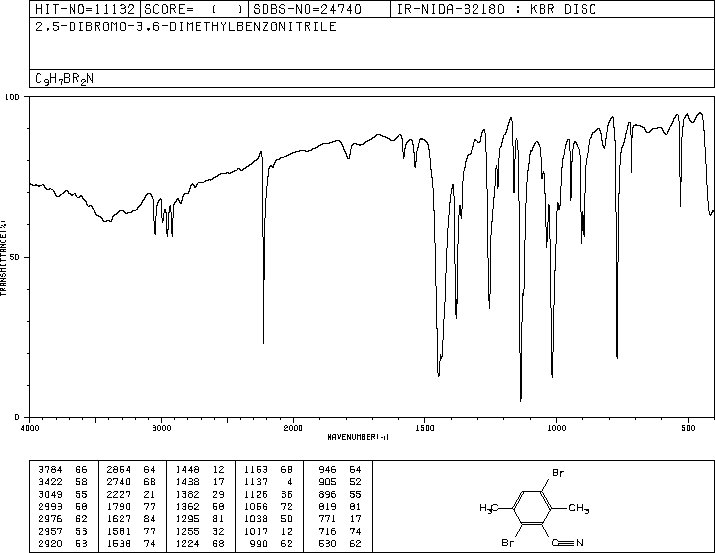 HIT-NO=11132 SCORE= ( ) SDBS-NO=24740 IR-NIDA-32180 : KBR DISC
2,5-DIBROMO-3,6-DIMETHYLBENZONITRILE
C9H7BR2N
100
50
0
TRANSMITTANCE(%)
4000 3000 2000 1500 1000 500
WAVENUMBER(-1)
3784 66 2864 64 1448 12 1163 68 946 64
3422 58 2740 68 1438 17 1137 4 905 52
3049 55 2227 21 1382 29 1126 36 896 55
2993 60 1790 77 1362 60 1066 72 819 81
2976 62 1627 84 1295 81 1038 50 771 17
2957 53 1581 77 1255 32 1017 12 716 74
2920 53 1538 74 1224 68 990 62 530 62
Br
H3C
CH3
Br
C≡N